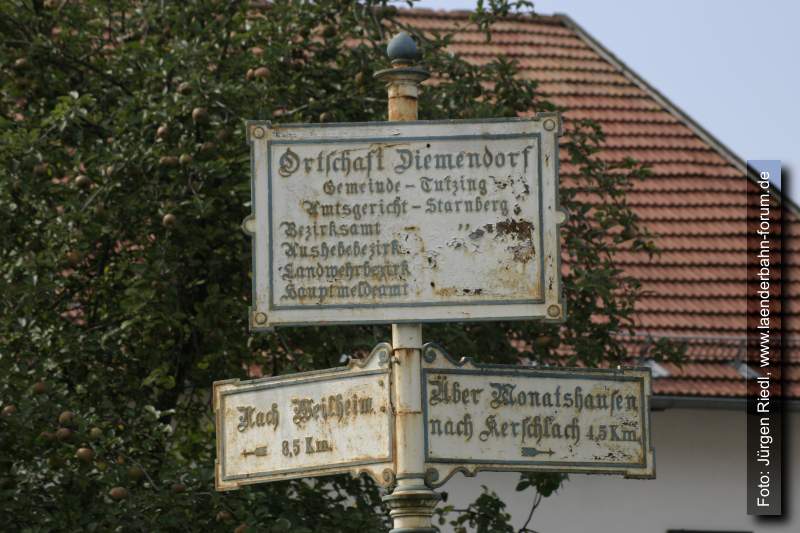 Ortschaft Diemendorf
Gemeinde - Tutzing
Amtsgericht - Starnberg
Bezirksamt "
Aushebebezirk
Landwehrbezirk
Hauptmeldeamt
Nach Weilheim
8,5 Km.
Über Monatshausen
nach Kerschlach 4,5 Km.
Foto: Jürgen Riedl, www.laenderbahn-forum.de